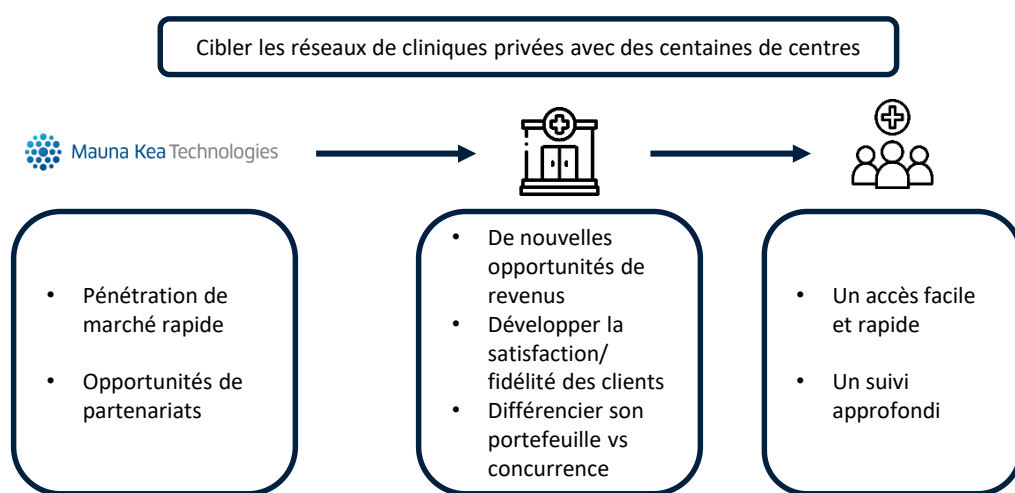 Cibler les réseaux de cliniques privées avec des centaines de centres
Mauna Kea Technologies
• Pénétration de
marché rapide
• Opportunités de
partenariats
• De nouvelles
opportunités de
revenus
• Développer la
satisfaction/
fidélité des clients
• Différencier son
portefeuille vs
concurrence
• Un accès facile
et rapide
• Un suivi
approfondi